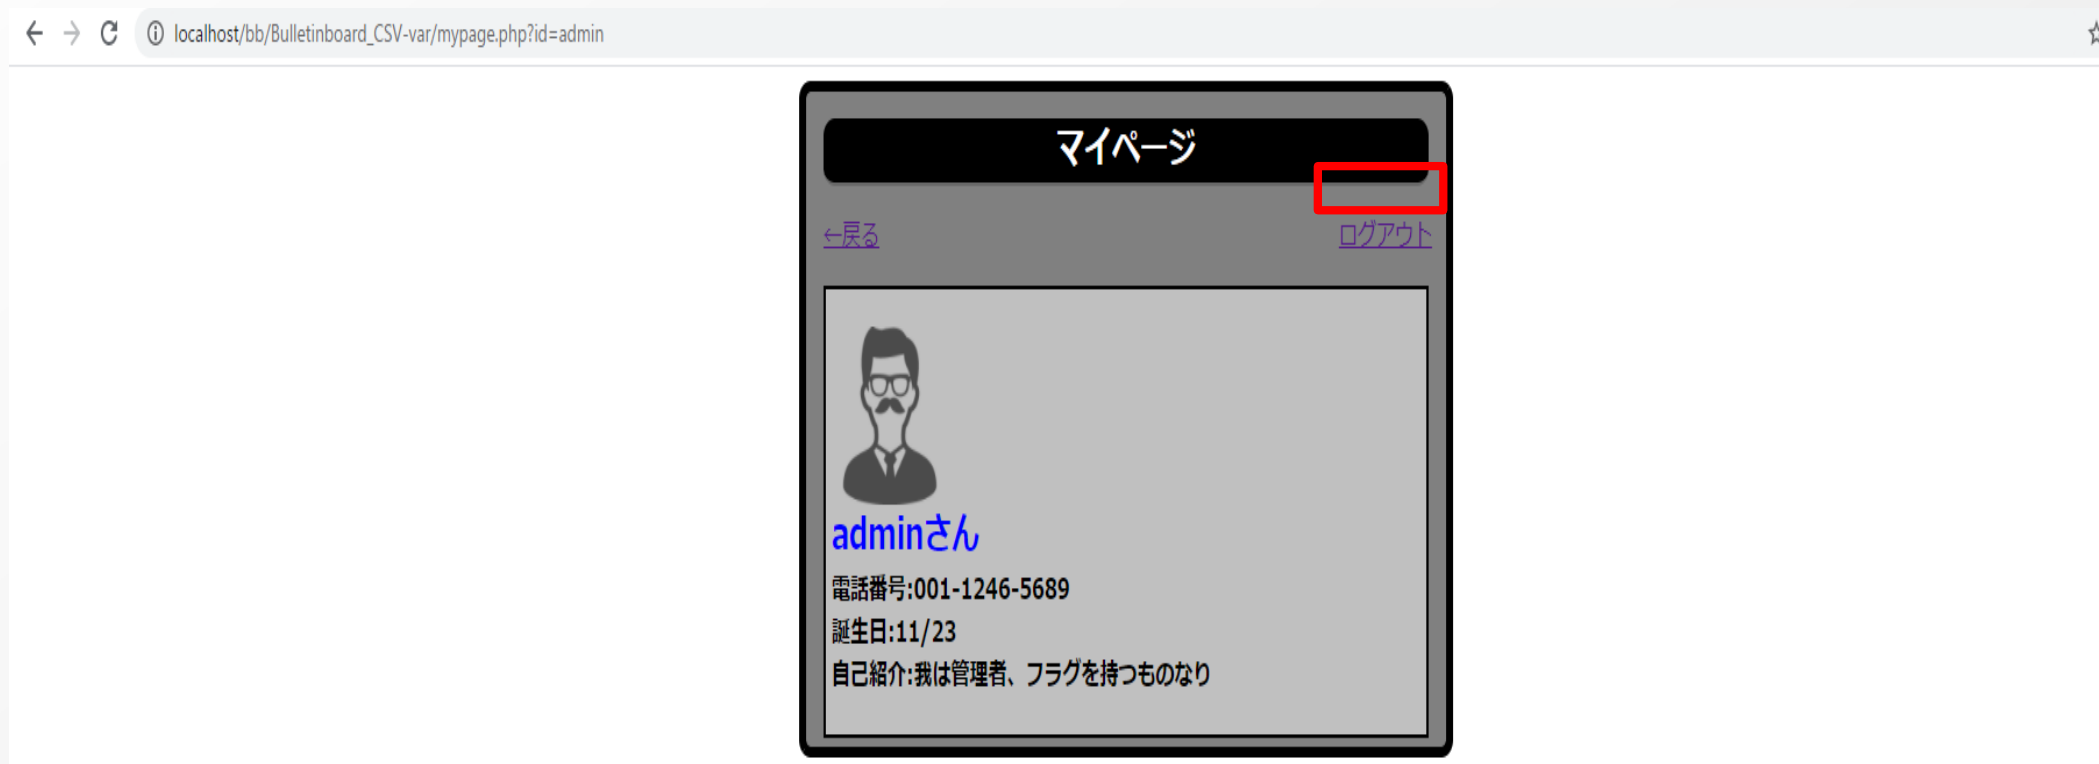 localhost/bb/Bulletinboard_CSV-var/mypage.php?id=admin
マイページ
←戻る ログアウト
adminさん
電話番号:001-1246-5689
誕生日:11/23
自己紹介:我は管理者、フラグを持つものなり